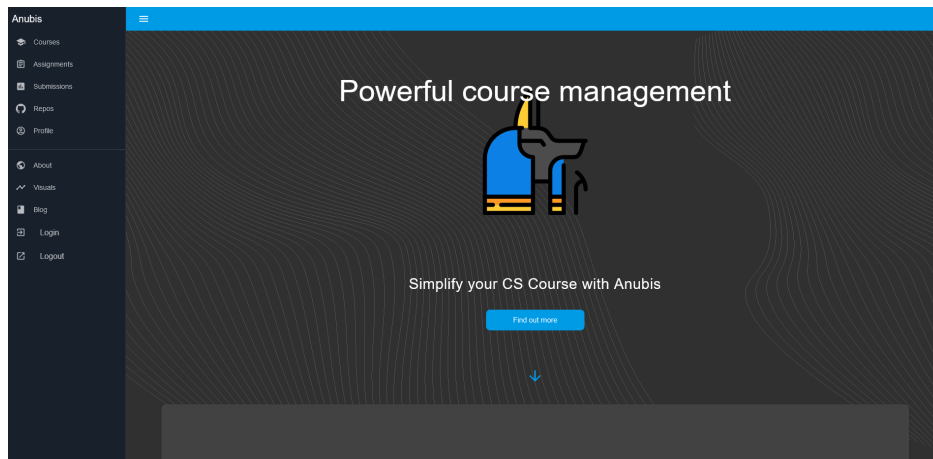 Anubis
Courses
Assignments
Submissions
Repos
Profile
About
Visuals
Blog
Login
Logout
Powerful course management
Simplify your CS Course with Anubis
Find out more